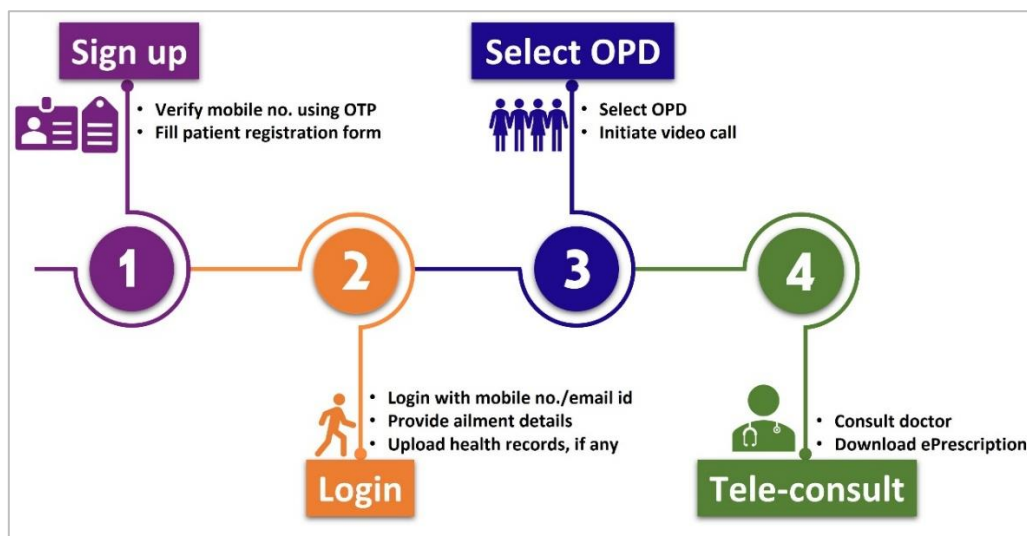 Sign up
• Verify mobile no. using OTP
• Fill patient registration form
1
2
• Login with mobile no./email id
• Provide ailment details
• Upload health records, if any
Login
Select OPD
• Select OPD
• Initiate video call
3
4
• Consult doctor
• Download ePrescription
Tele-consult